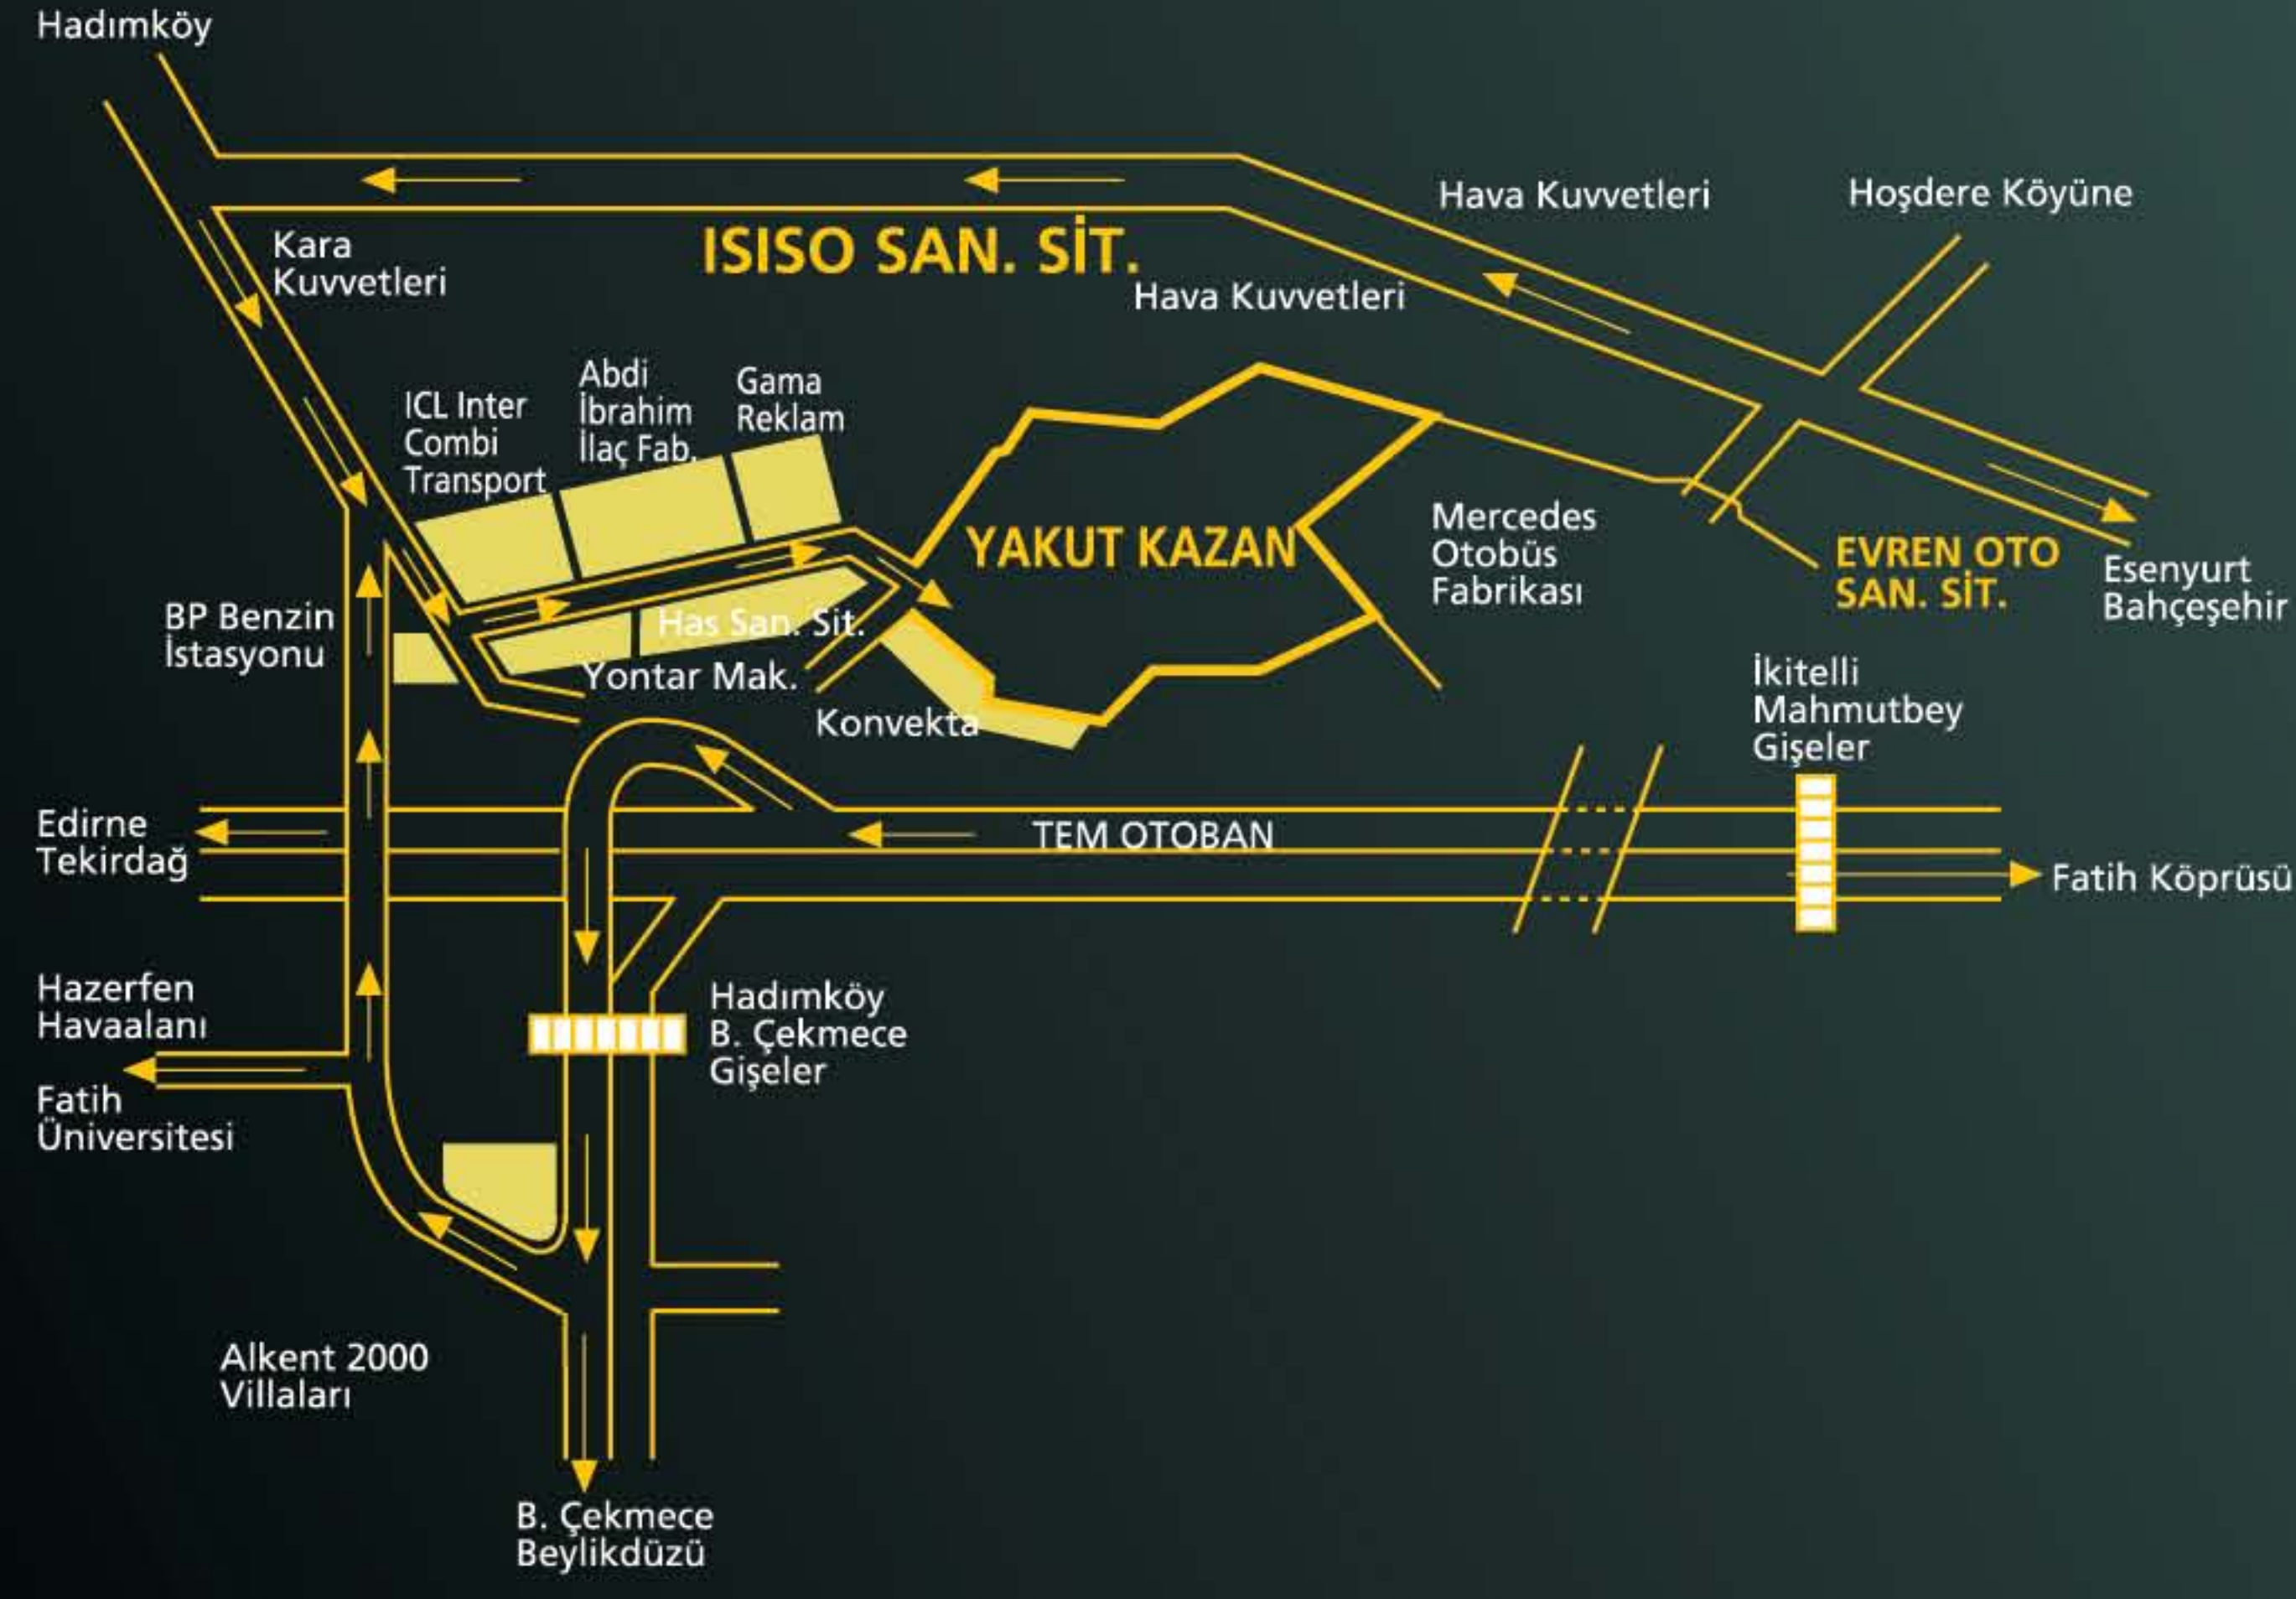 Hadımköy
Hava Kuvvetleri
Hoşdere Köyüne
Kara
Kuvvetleri
ISISO SAN. SİT.
Hava Kuvvetleri
ICL Inter
Combi
Transport
Abdi
İbrahim
İlaç Fab.
Gama
Reklam
YAKUT KAZAN
Mercedes
Otobüs
Fabrikası
EVREN OTO
SAN. SİT.
Esenyurt
Bahçeşehir
BP Benzin
İstasyonu
Has San. Sit.
Yontar Mak.
Konvekta
İkitelli
Mahmutbey
Gişeler
Edirne
Tekirdağ
TEM OTOBAN
Fatih Köprüsü
Hazerfen
Havaalanı
Hadımköy
B. Çekmece
Gişeler
Fatih
Üniversitesi
Alkent 2000
Villaları
B. Çekmece
Beylikdüzü